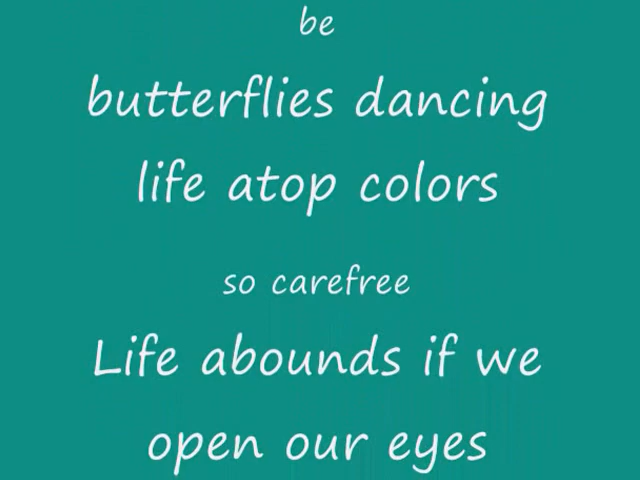 be
butterflies dancing
life atop colors
so carefree
Life abounds if we
open our eyes